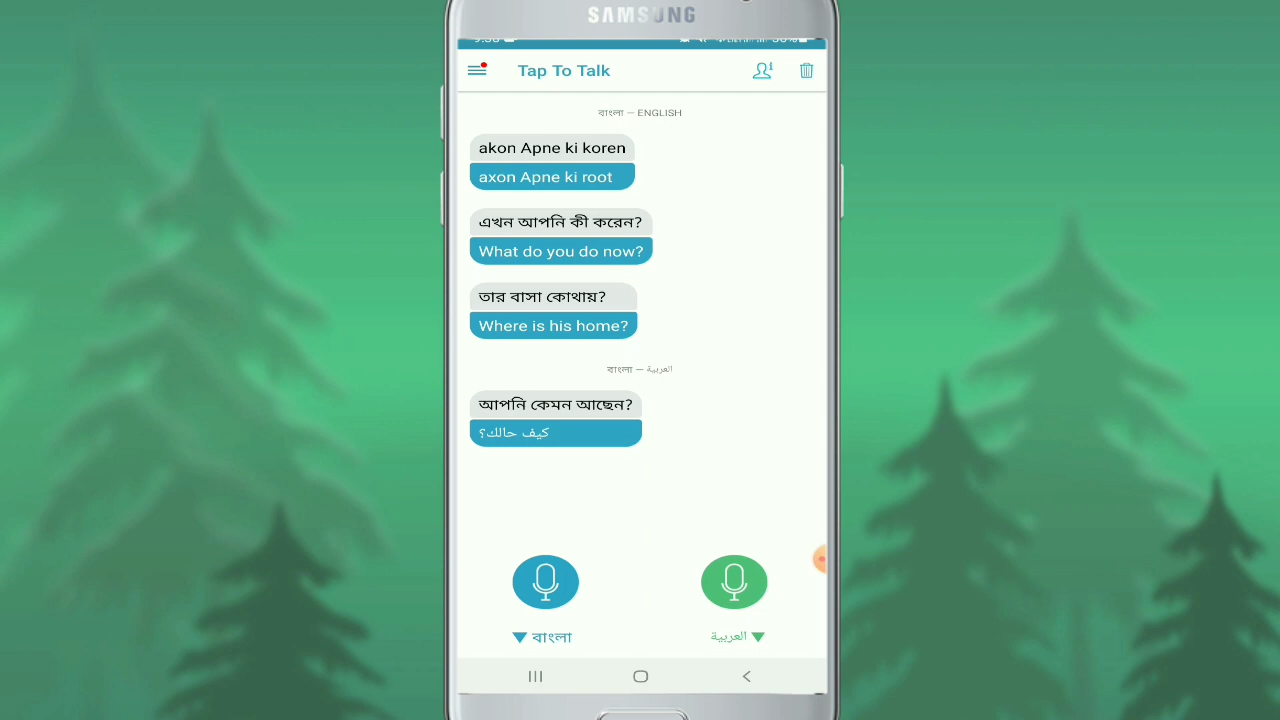 SAMSUNG
Tap To Talk
বাংলা — ENGLISH
akon Apne ki koren
axon Apne ki root
এখন আপনি কী করেন?
What do you do now?
তার বাসা কোথায়?
Where is his home?
বাংলা — العربية
আপনি কেমন আছেন?
كيف حالك؟
বাংলা
العربية